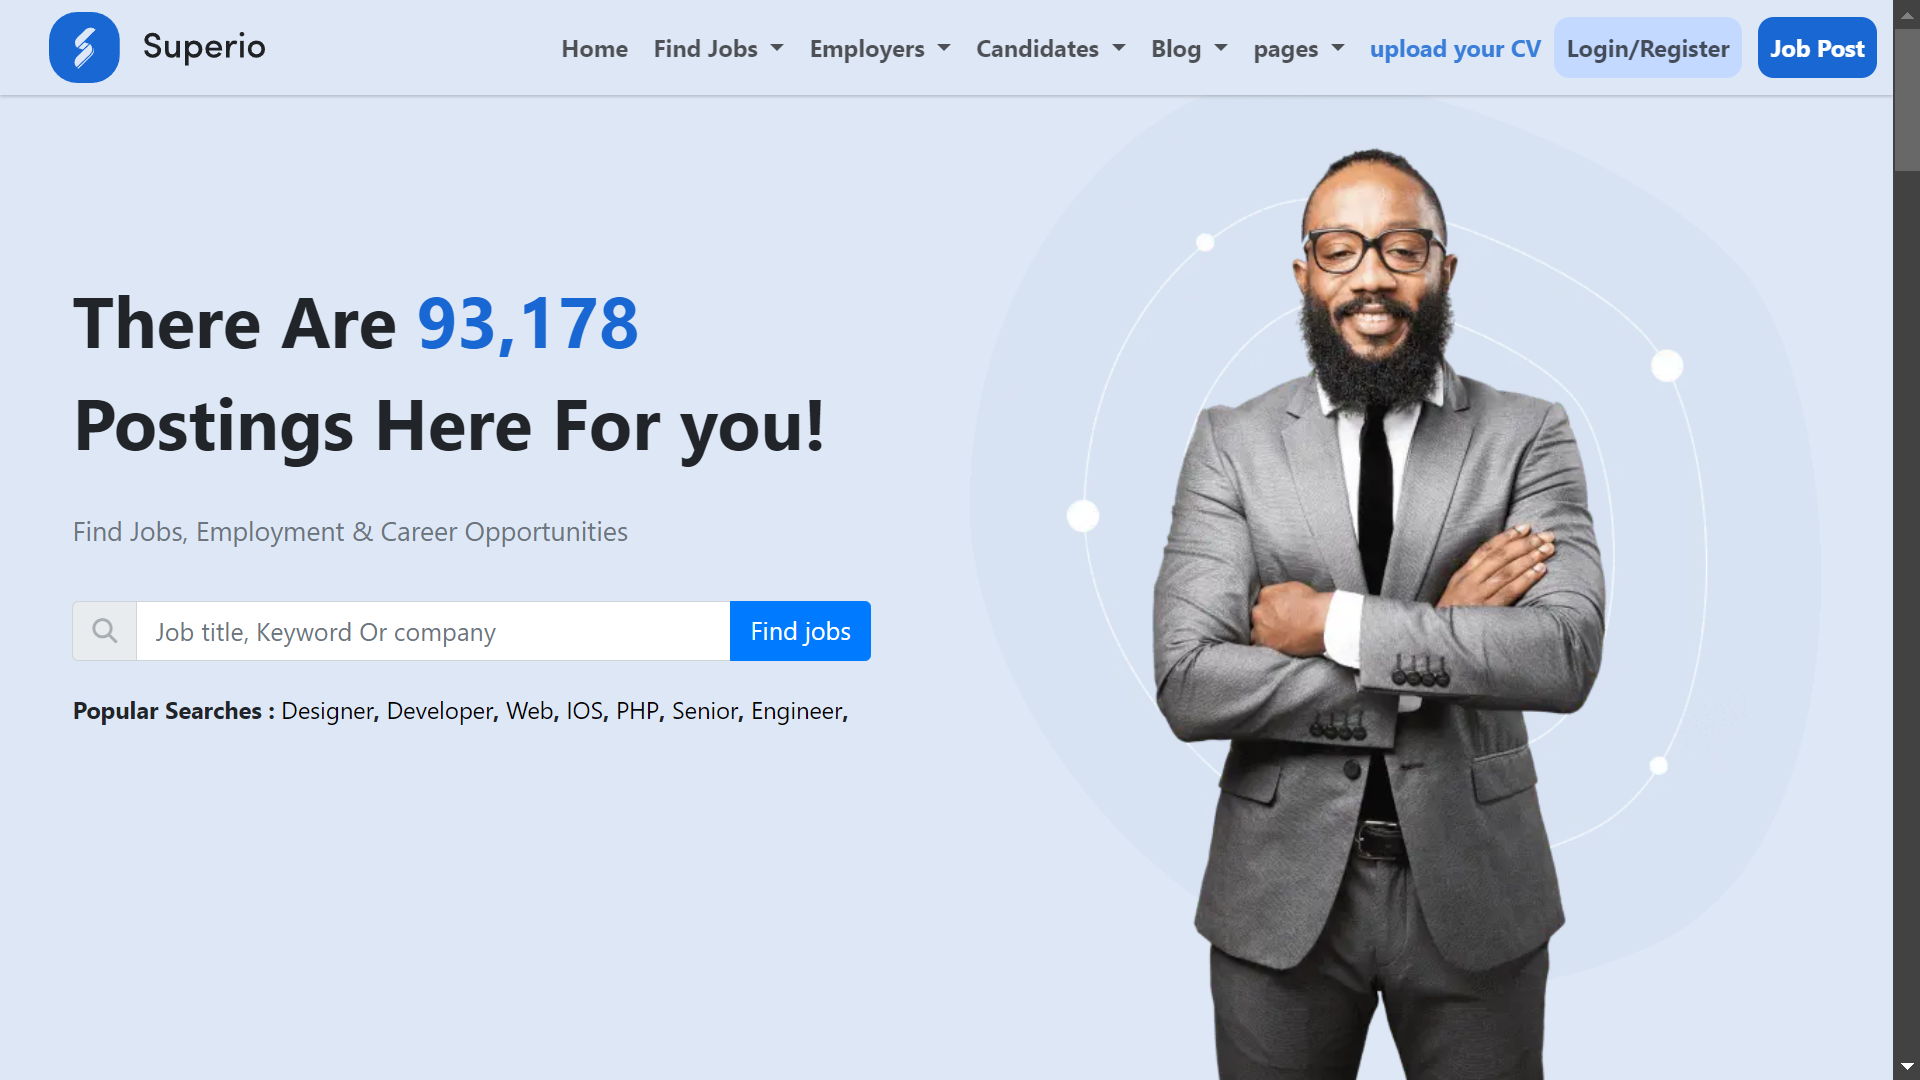 Superio
Home Find Jobs Employers Candidates Blog pages upload your CV Login/Register Job Post
There Are 93,178
Postings Here For you!
Find Jobs, Employment & Career Opportunities
Job title, Keyword Or company Find jobs
Popular Searches : Designer, Developer, Web, IOS, PHP, Senior, Engineer,